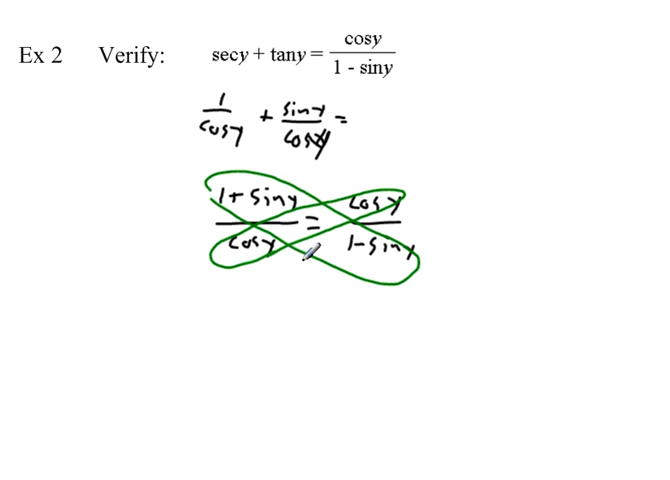 Ex 2 Verify: secy + tany = cosy / 1 - siny
1/cosy + siny/cosy =
1 + siny / cosy = cosy / 1 - siny